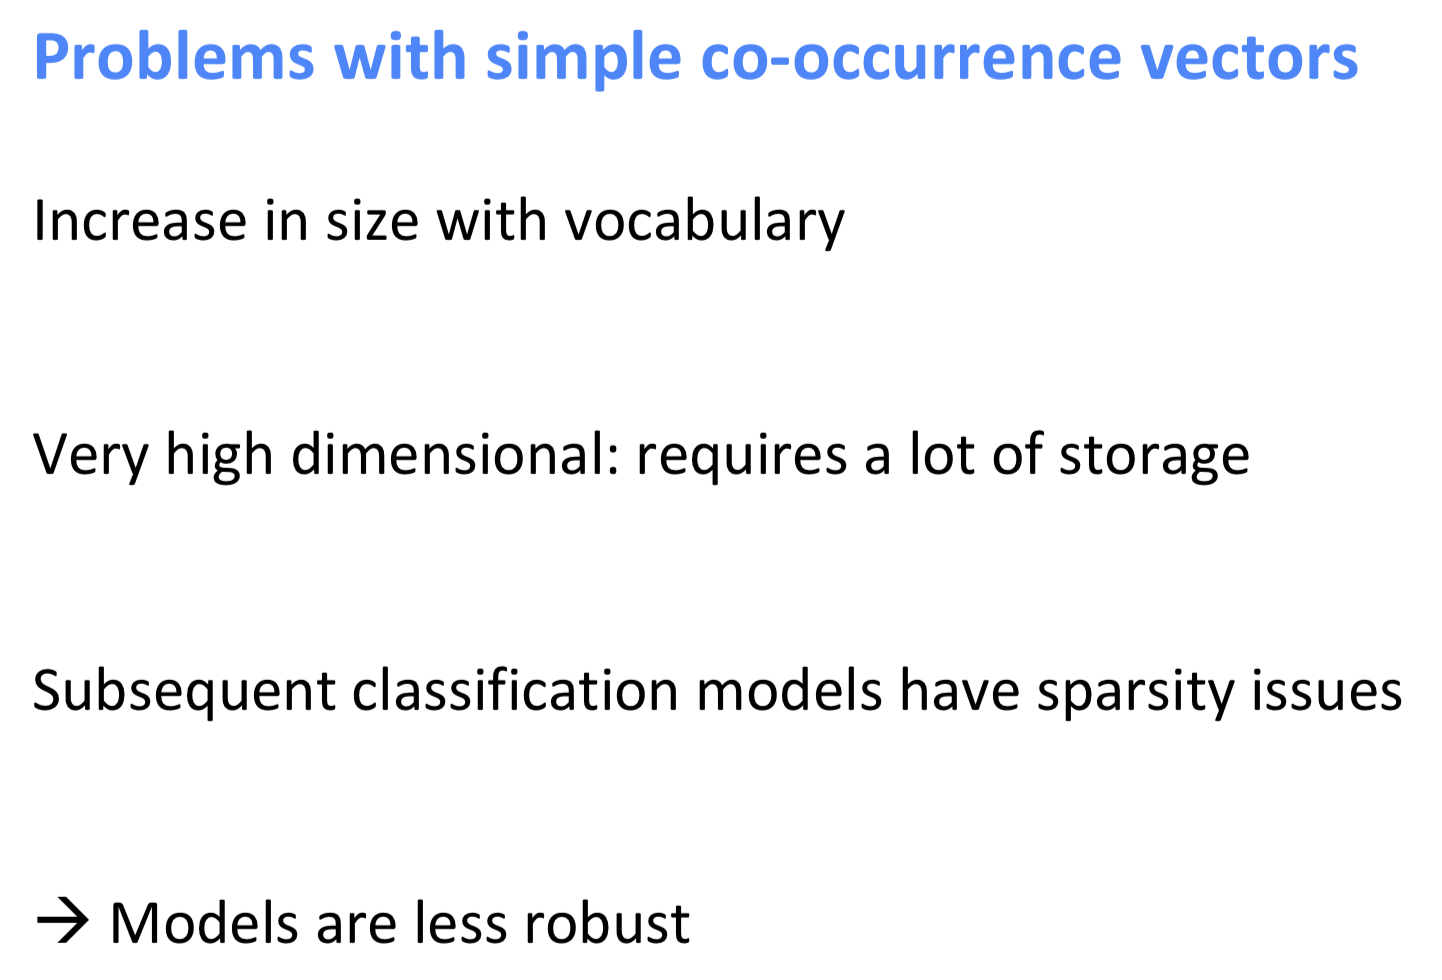 Problems with simple co-occurrence vectors
Increase in size with vocabulary
Very high dimensional: requires a lot of storage
Subsequent classification models have sparsity issues
→ Models are less robust